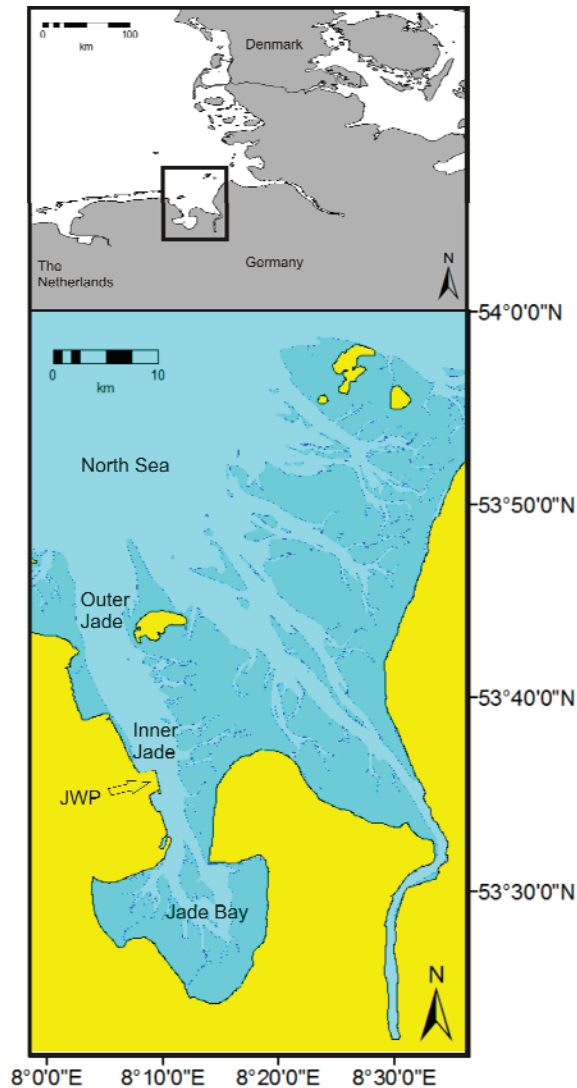 0 50 100
km
Denmark
The
Netherlands
Germany
N
54°0'0"N
0 10
km
North Sea
53°50'0"N
Outer
Jade
53°40'0"N
Inner
Jade
JWP
53°30'0"N
Jade Bay
N
8°0'0"E 8°10'0"E 8°20'0"E 8°30'0"E